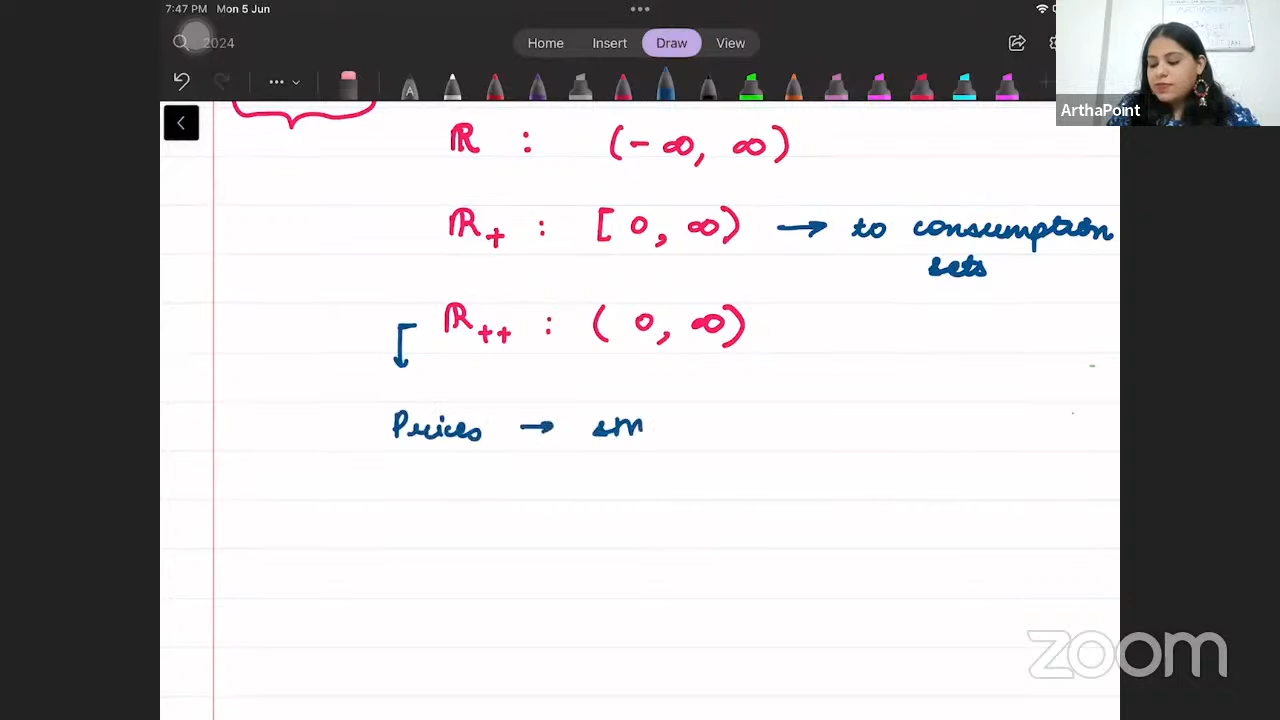 7:47 PM Mon 5 Jun
2024
Home Insert Draw View
A
ArthaPoint
ℝ : (-∞, ∞)
ℝ₊ : [0, ∞) → to consumption
sets
ℝ₊₊ : (0, ∞)
Prices →
zoom